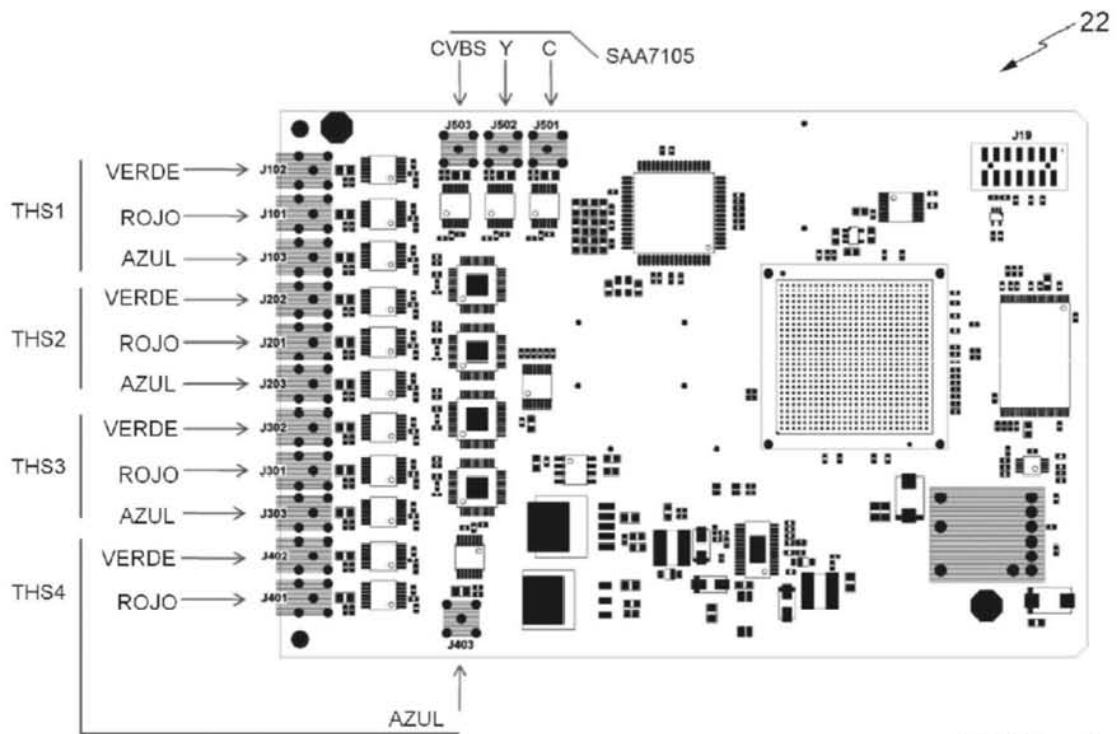 22
CVBS Y C SAA7105
J503 J502 J501
J19
THS1
VERDE J102
ROJO J101
AZUL J103
THS2
VERDE J202
ROJO J201
AZUL J203
THS3
VERDE J302
ROJO J301
AZUL J303
THS4
VERDE J402
ROJO J401
J403
AZUL